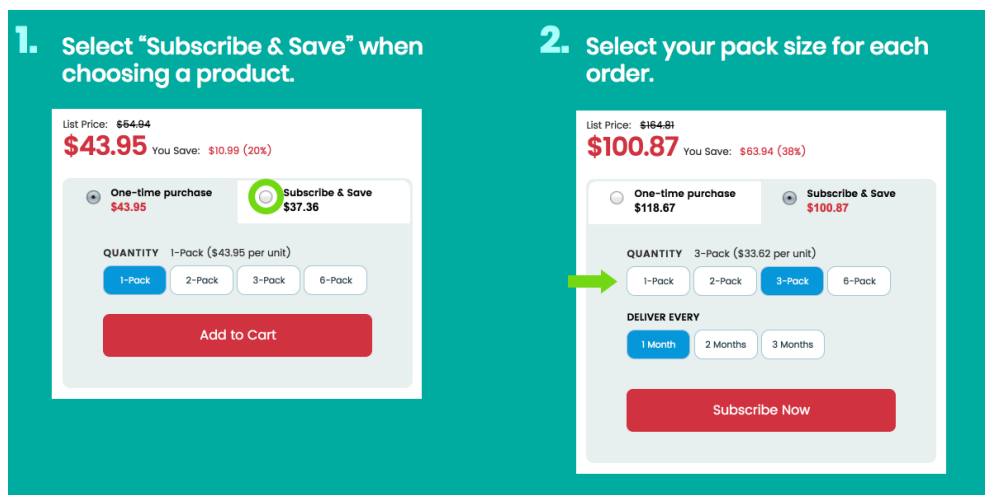 1.
Select “Subscribe & Save” when
choosing a product.
List Price: $54.94
$43.95 You Save: $10.99 (20%)
One-time purchase
$43.95
Subscribe & Save
$37.36
QUANTITY 1-Pack ($43.95 per unit)
1-Pack 2-Pack 3-Pack 6-Pack
Add to Cart
2.
Select your pack size for each
order.
List Price: $164.81
$100.87 You Save: $63.94 (38%)
One-time purchase
$118.67
Subscribe & Save
$100.87
QUANTITY 3-Pack ($33.62 per unit)
1-Pack 2-Pack 3-Pack 6-Pack
DELIVER EVERY
1 Month 2 Months 3 Months
Subscribe Now